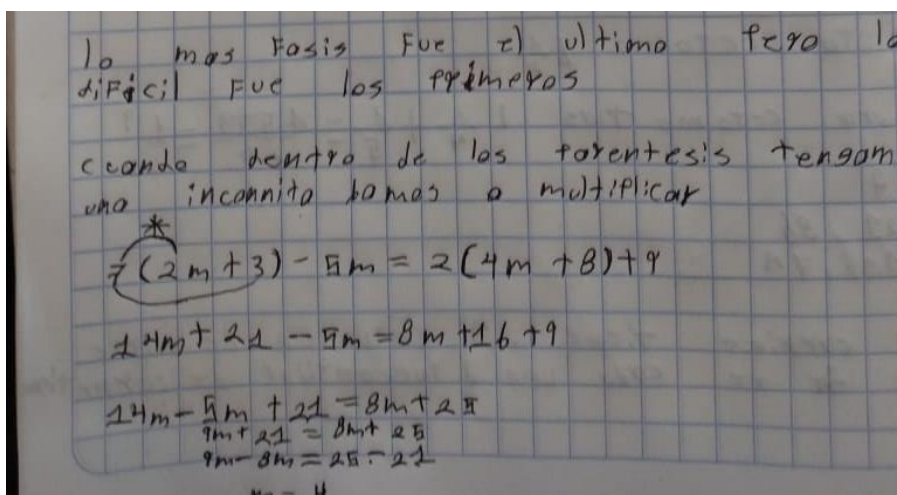 lo mas Fasis Fue el ultimo pero lo
dificil Fue los primeros
cuando dentro de los parentesis tengam
una incannita bamos a multiplicar
*
7(2m+3)-5m=2(4m+8)+9
14m+21-5m=8m+16+9
14m-5m+21=8m+25
9m+21=8m+25
9m-8m=25-21